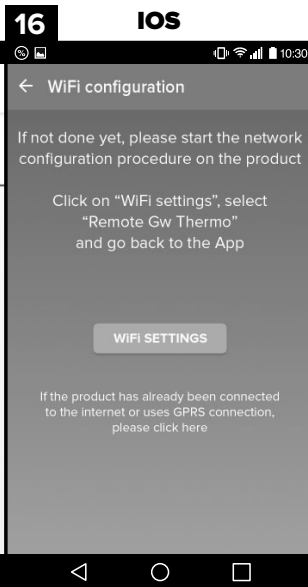 16 IOS
10:30
← WiFi configuration
If not done yet, please start the network
configuration procedure on the product
Click on “WiFi settings”, select
“Remote Gw Thermo”
and go back to the App
WiFi SETTINGS
If the product has already been connected
to the internet or uses GPRS connection,
please click here